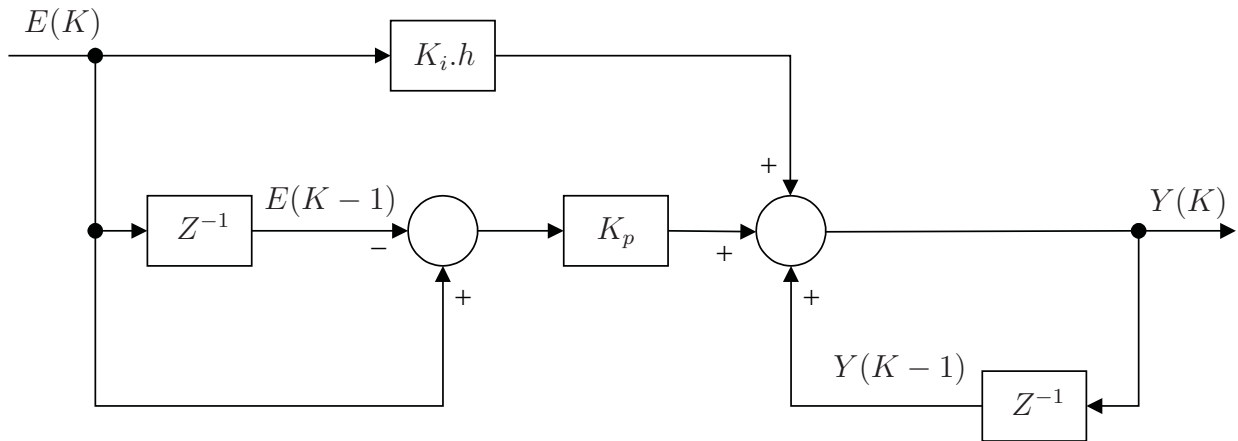 E(K)
K_i.h
+
Z^{-1}
E(K − 1)
−
+
K_p
+
Y(K)
+
Y(K − 1)
Z^{-1}